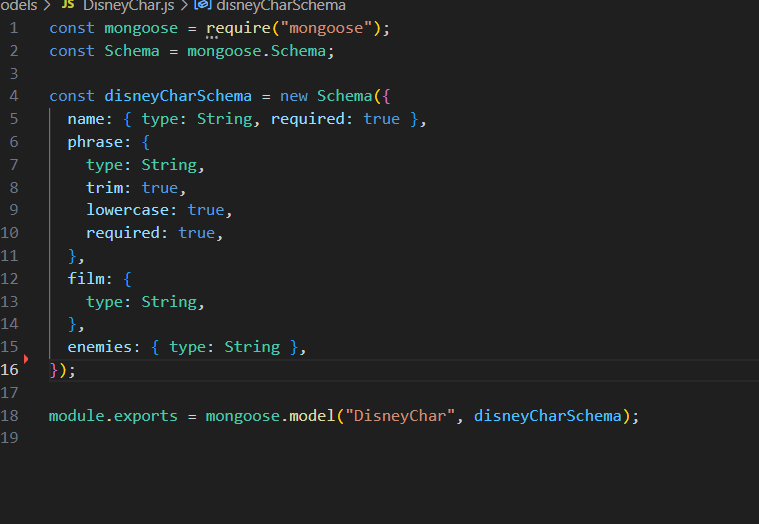 odels > JS DisneyChar.js > disneyCharSchema
1 const mongoose = require("mongoose");
2 const Schema = mongoose.Schema;
3
4 const disneyCharSchema = new Schema({
5 name: { type: String, required: true },
6 phrase: {
7 type: String,
8 trim: true,
9 lowercase: true,
10 required: true,
11 },
12 film: {
13 type: String,
14 },
15 enemies: { type: String },
16 });
17
18 module.exports = mongoose.model("DisneyChar", disneyCharSchema);
19